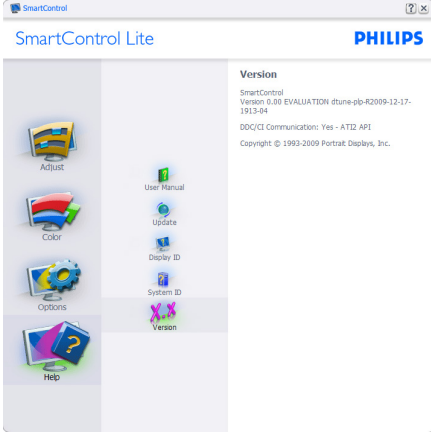 SmartControl
SmartControl Lite
PHILIPS
Adjust
Color
Options
Help
User Manual
Update
Display ID
System ID
X.X
Version
Version
SmartControl
Version 0.00 EVALUATION dtune-plp-R2009-12-17-
1913-04
DDC/CI Communication: Yes - ATI2 API
Copyright © 1993-2009 Portrait Displays, Inc.